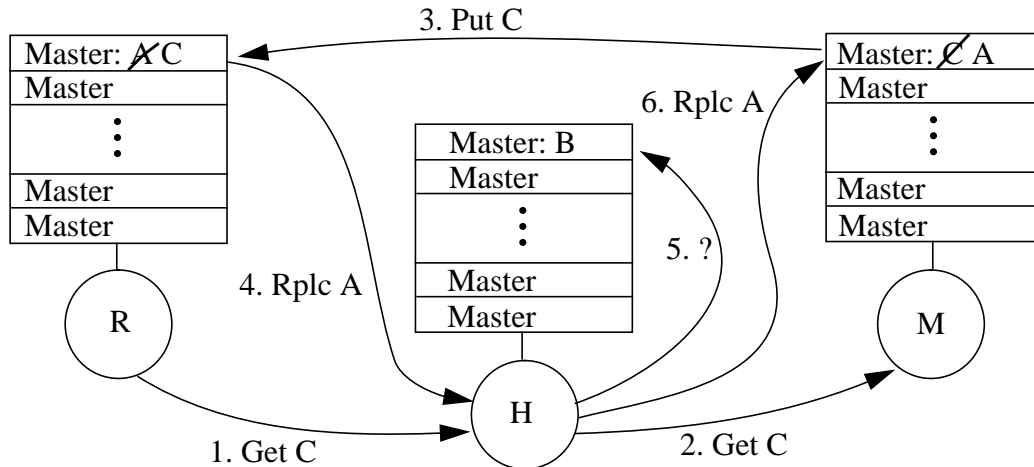 3. Put C
Master: A C
Master
Master
Master
R
Master: B
Master
Master
Master
H
Master: C A
Master
Master
Master
M
4. Rplc A
5. ?
6. Rplc A
1. Get C
2. Get C